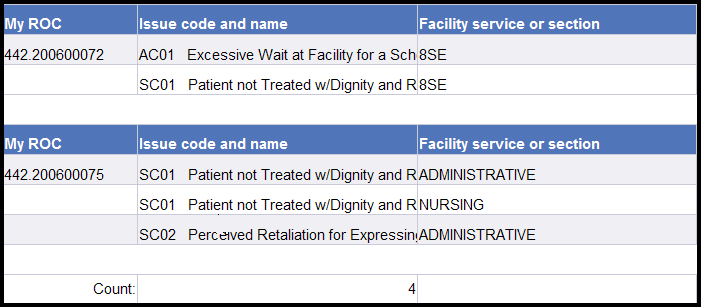 My ROC Issue code and name Facility service or section
442.200600072 AC01 Excessive Wait at Facility for a Sch 8SE
SC01 Patient not Treated w/Dignity and R 8SE
My ROC Issue code and name Facility service or section
442.200600075 SC01 Patient not Treated w/Dignity and R ADMINISTRATIVE
SC01 Patient not Treated w/Dignity and R NURSING
SC02 Perceived Retaliation for Expressing ADMINISTRATIVE
Count: 4